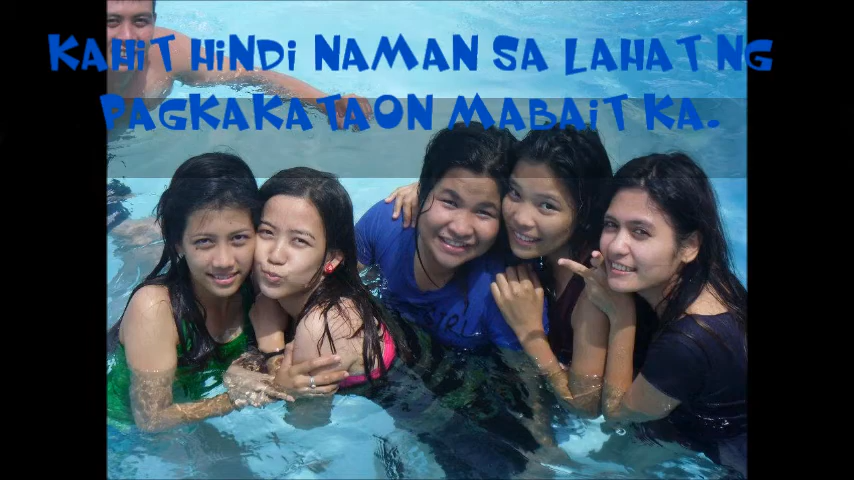 KAHIT HINDI NAMAN SA LAHAT NG
PAGKAKATAON MABAIT KA.